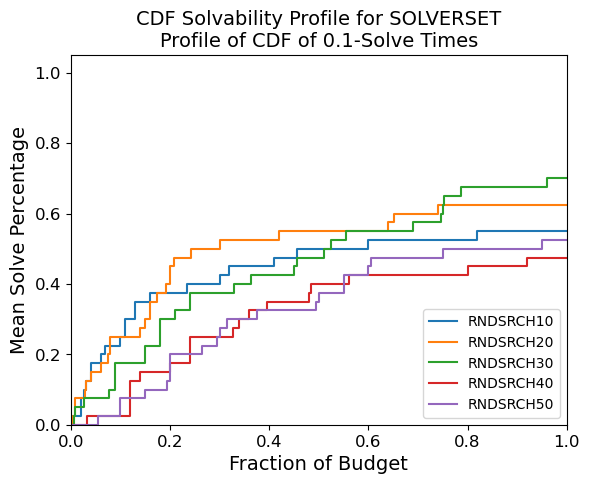 CDF Solvability Profile for SOLVERSET
Profile of CDF of 0.1-Solve Times
Mean Solve Percentage
1.0
0.8
0.6
0.4
0.2
0.0
RNDSRCH10
RNDSRCH20
RNDSRCH30
RNDSRCH40
RNDSRCH50
0.0 0.2 0.4 0.6 0.8 1.0
Fraction of Budget